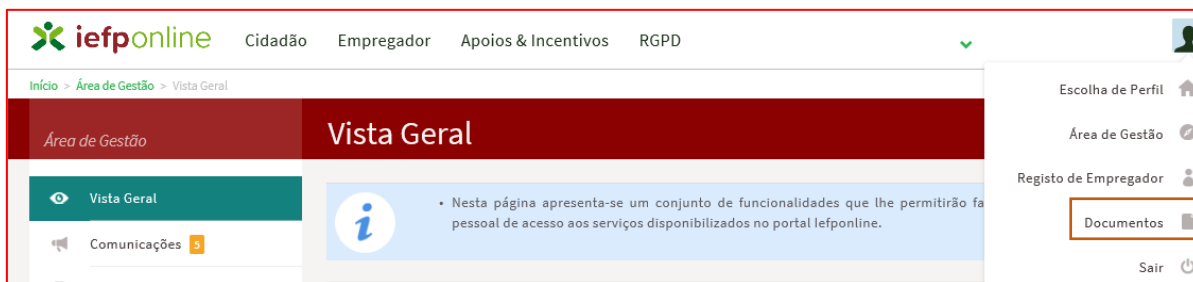 iefponline
Cidadão
Empregador
Apoios & Incentivos
RGPD
Início > Área de Gestão > Vista Geral
Área de Gestão
Vista Geral
Vista Geral
Comunicações 5
• Nesta página apresenta-se um conjunto de funcionalidades que lhe permitirão fa
pessoal de acesso aos serviços disponibilizados no portal Iefponline.
Escolha de Perfil
Área de Gestão
Registo de Empregador
Documentos
Sair